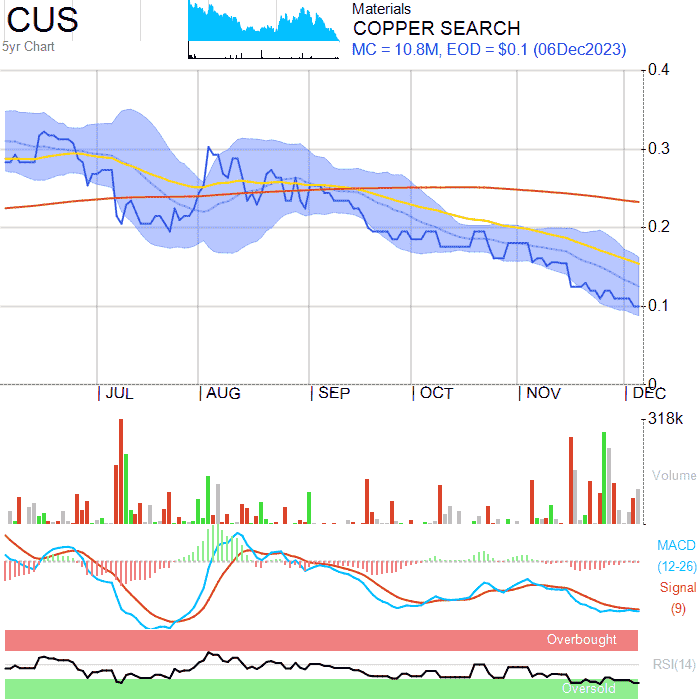 CUS
5yr Chart
Materials
COPPER SEARCH
MC = 10.8M, EOD = $0.1 (06Dec2023)
0.4
0.3
0.2
0.1
0
JUL AUG SEP OCT NOV DEC
318k
Volume
MACD
(12-26)
Signal
(9)
Overbought
RSI(14)
Oversold